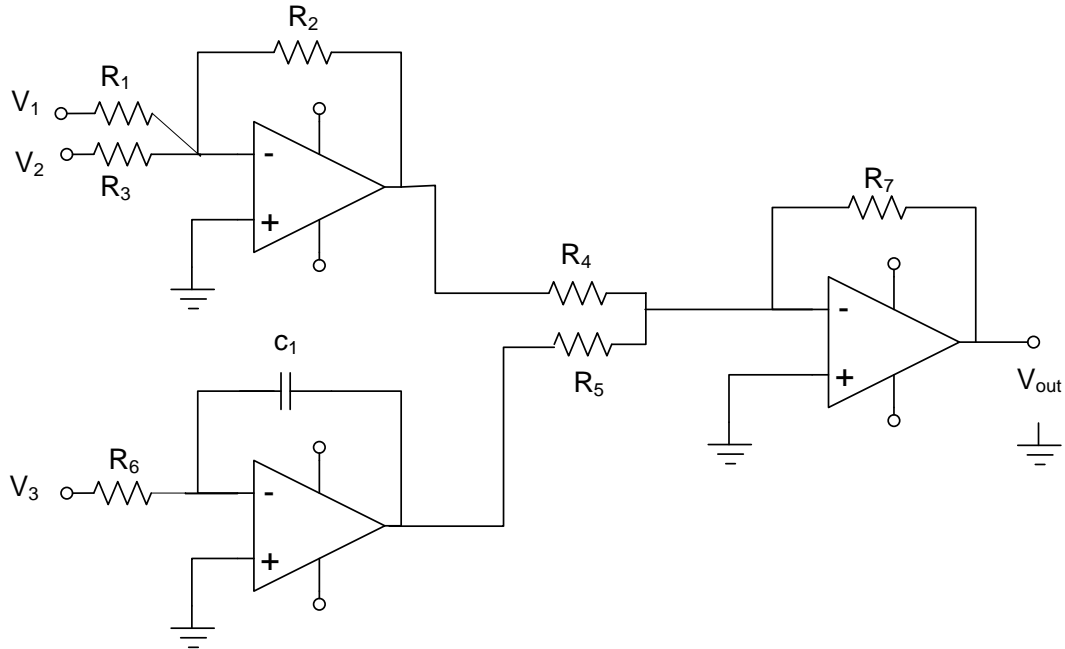 R2
R1
V1
V2
R3
-
+
R4
R5
R7
-
+
Vout
c1
R6
V3
-
+